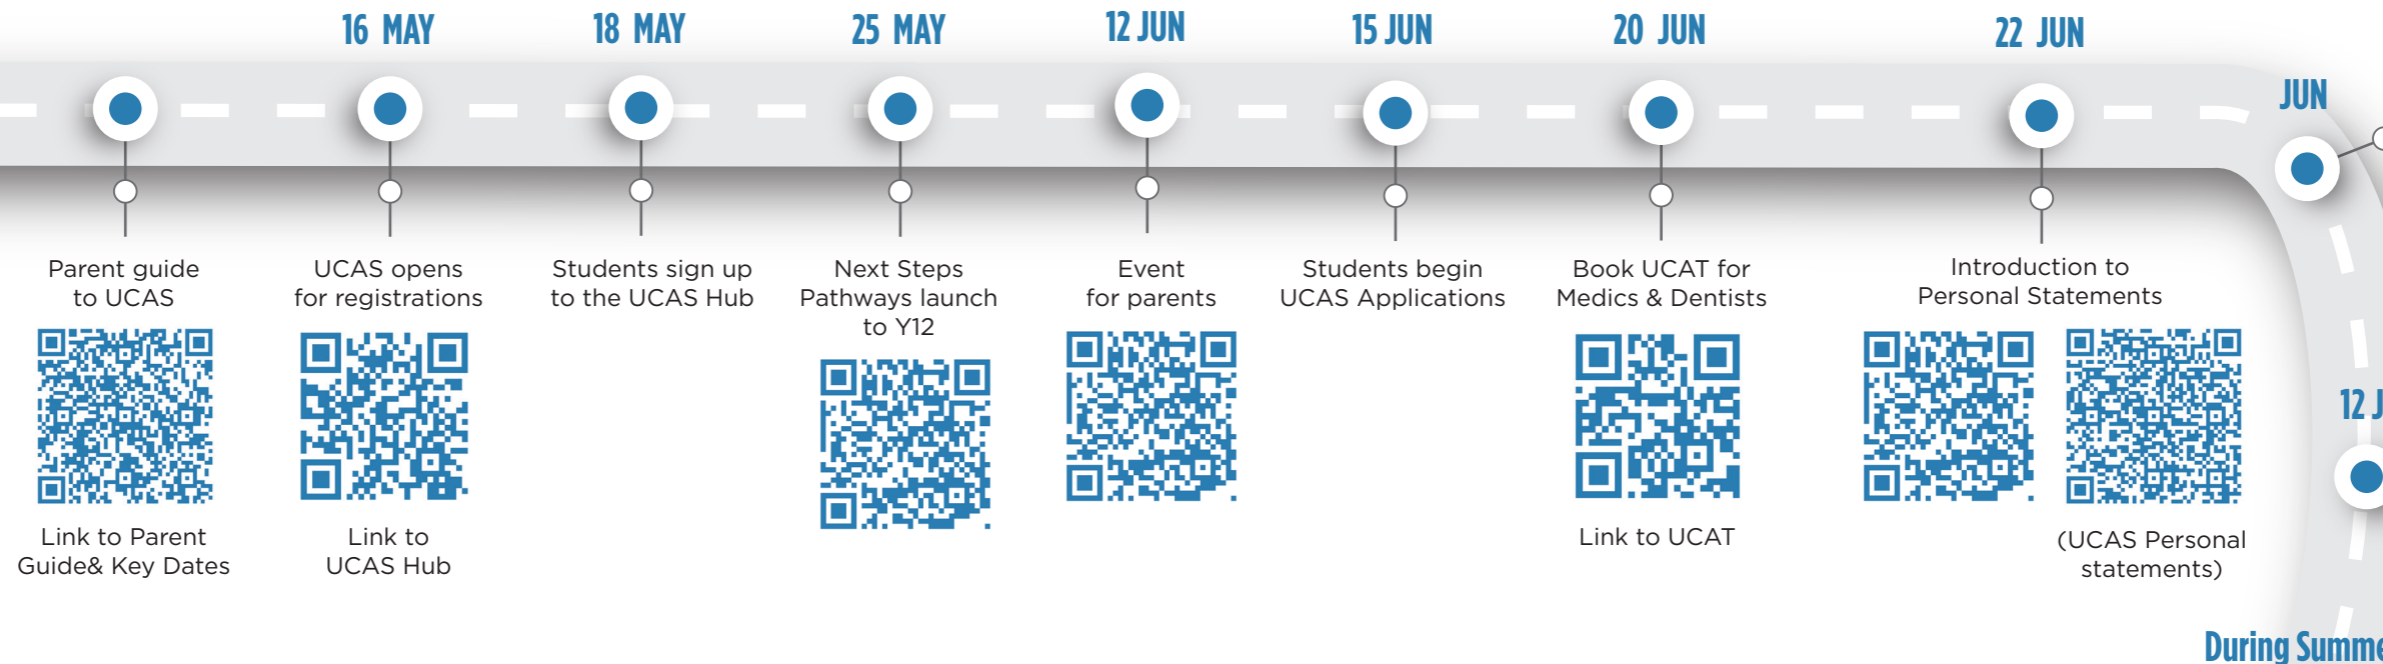 16 MAY
18 MAY
25 MAY
12 JUN
15 JUN
20 JUN
22 JUN
JUN
Parent guide
to UCAS
Link to Parent
Guide& Key Dates
UCAS opens
for registrations
Link to
UCAS Hub
Students sign up
to the UCAS Hub
Next Steps
Pathways launch
to Y12
Event
for parents
Students begin
UCAS Applications
Book UCAT for
Medics & Dentists
Link to UCAT
Introduction to
Personal Statements
(UCAS Personal
statements)
12
During